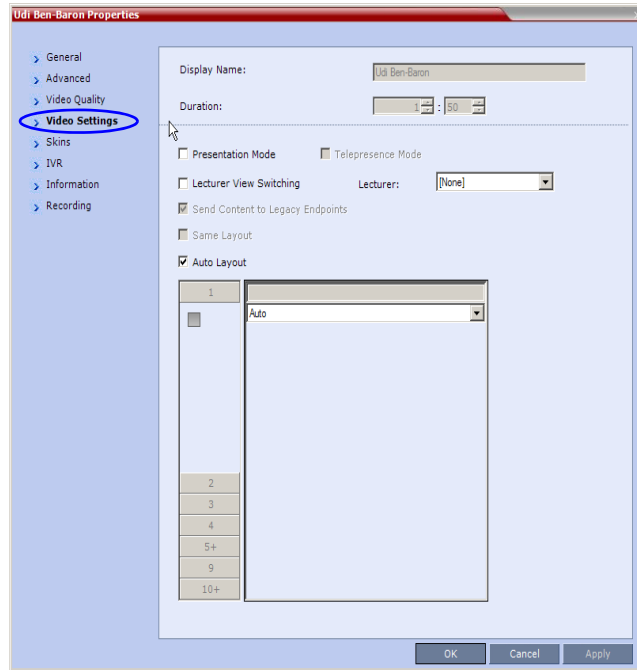 Udi Ben-Baron Properties
General
Advanced
Video Quality
Video Settings
Skins
IVR
Information
Recording
Display Name: Udi Ben-Baron
Duration: 1 : 50
Presentation Mode Telepresence Mode
Lecturer View Switching Lecturer: [None]
Send Content to Legacy Endpoints
Same Layout
Auto Layout
1
Auto
2
3
4
5+
9
10+
OK Cancel Apply